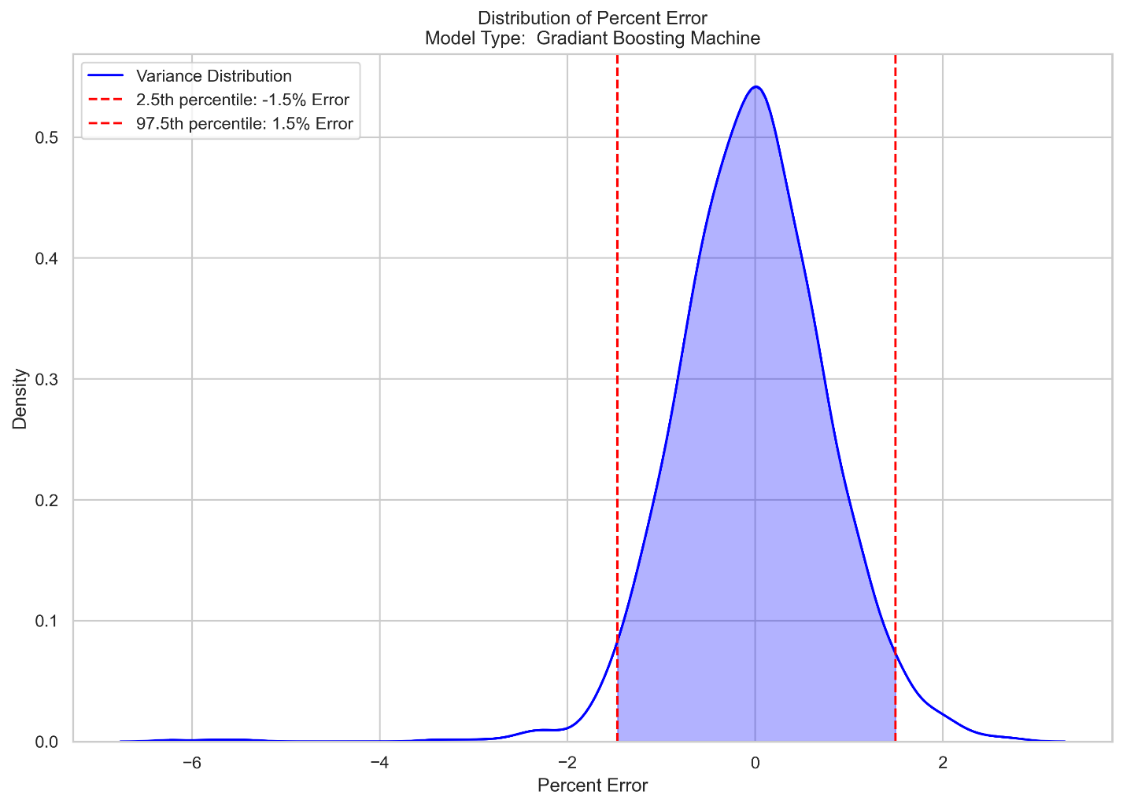 Distribution of Percent Error
Model Type:  Gradiant Boosting Machine
Variance Distribution
2.5th percentile: -1.5% Error
97.5th percentile: 1.5% Error
Density
0.5
0.4
0.3
0.2
0.1
0.0
−6
−4
−2
0
2
Percent Error